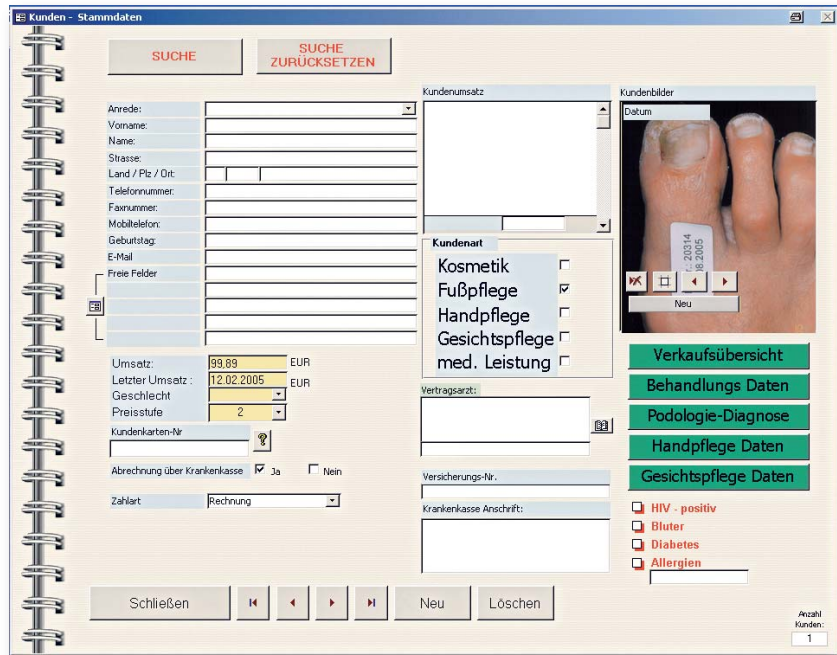 Kunden - Stammdaten
SUCHE
SUCHE
ZURÜCKSETZEN
Anrede:
Vorname:
Name:
Strasse:
Land / Plz / Ort:
Telefonnummer:
Faxnummer:
Mobiltelefon:
Geburtstag:
E-Mail
Freie Felder
Umsatz: 99,89 EUR
Letzter Umsatz : 12.02.2005 EUR
Geschlecht
Preisstufe 2
Kundenkarten-Nr
?
Abrechnung über Krankenkasse Ja Nein
Zahlart Rechnung
Kundenumsatz
Kundenart
Kosmetik
Fußpflege
Handpflege
Gesichtspflege
med. Leistung
Vertragsarzt:
Versicherungs-Nr.
Krankenkasse Anschrift:
Kundenbilder
Datum
20314
08.2005
Neu
Verkaufsübersicht
Behandlungs Daten
Podologie-Diagnose
Handpflege Daten
Gesichtspflege Daten
HIV - positiv
Bluter
Diabetes
Allergien
Schließen
Neu
Löschen
Anzahl
Kunden:
1